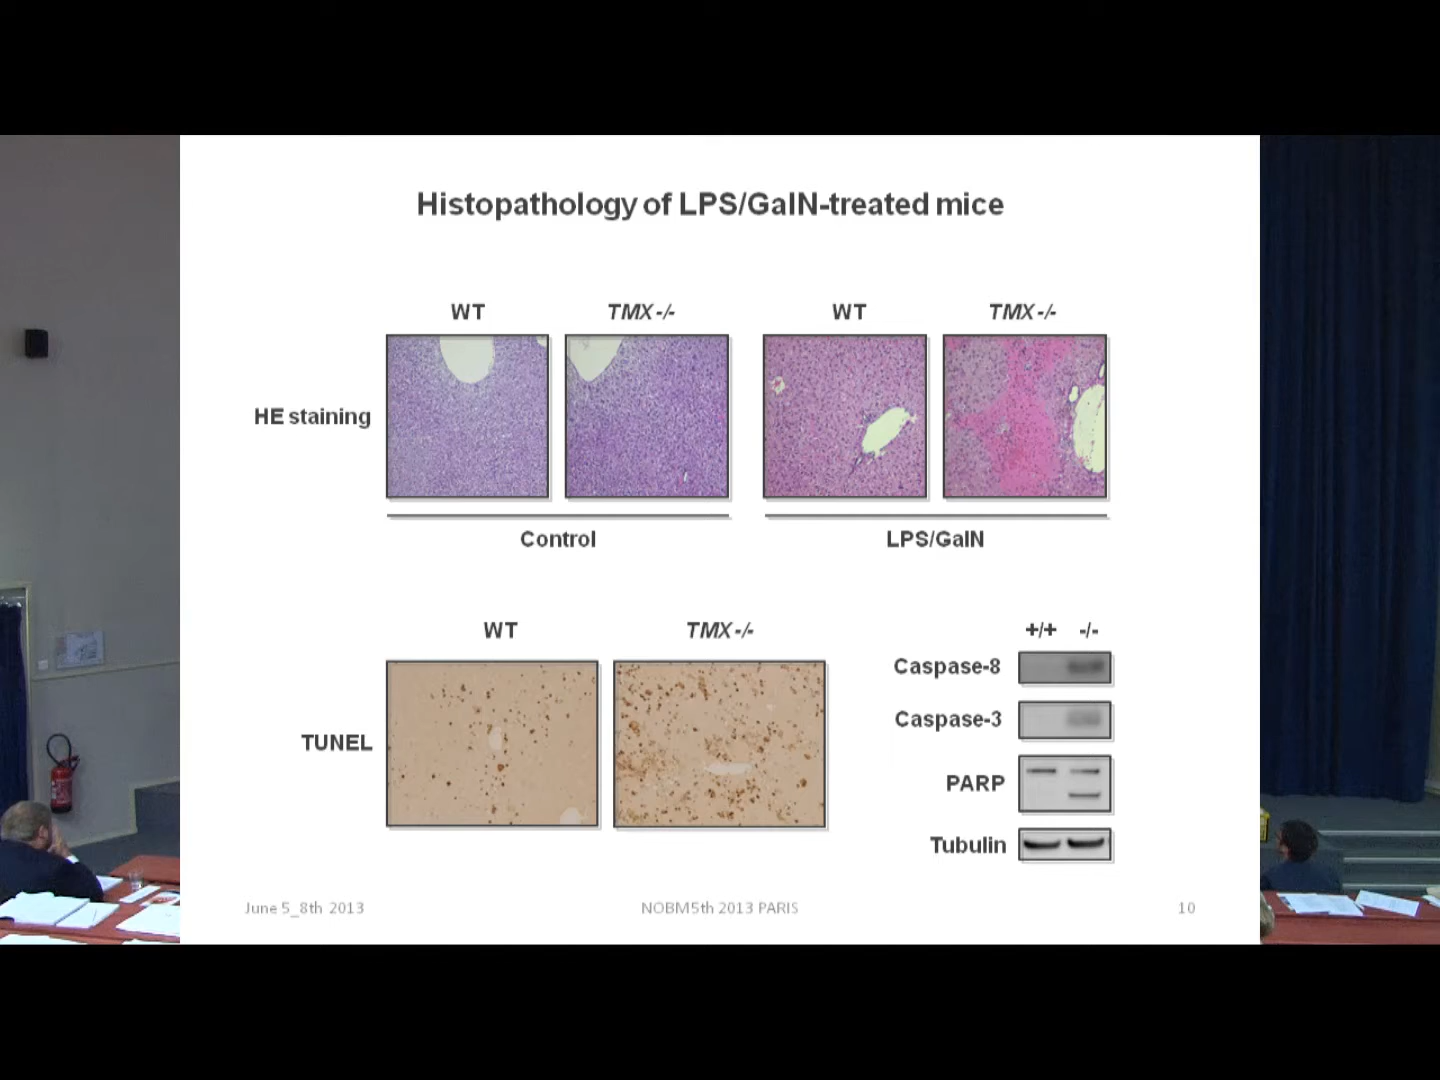 Histopathology of LPS/GalN-treated mice
WT
TMX-/-
WT
TMX-/-
HE staining
Control
LPS/GalN
WT
TMX-/-
TUNEL
+/+
-/-
Caspase-8
Caspase-3
PARP
Tubulin
June 5_8th 2013
NOBM5th 2013 PARIS
10